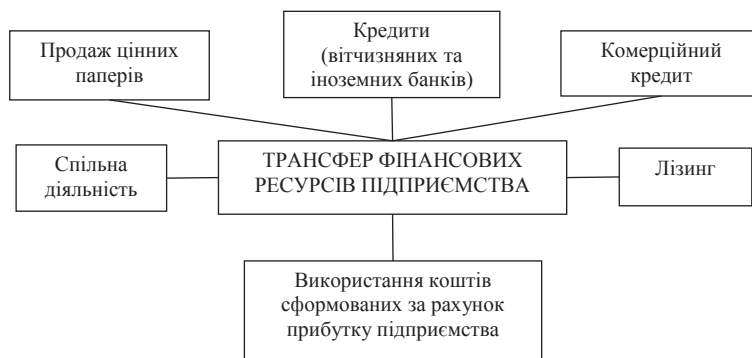 Продаж цінних
паперів
Кредити
(вітчизняних та
іноземних банків)
Комерційний
кредит
Спільна
діяльність
ТРАНСФЕР ФІНАНСОВИХ
РЕСУРСІВ ПІДПРИЄМСТВА
Лізинг
Використання коштів
сформованих за рахунок
прибутку підприємства